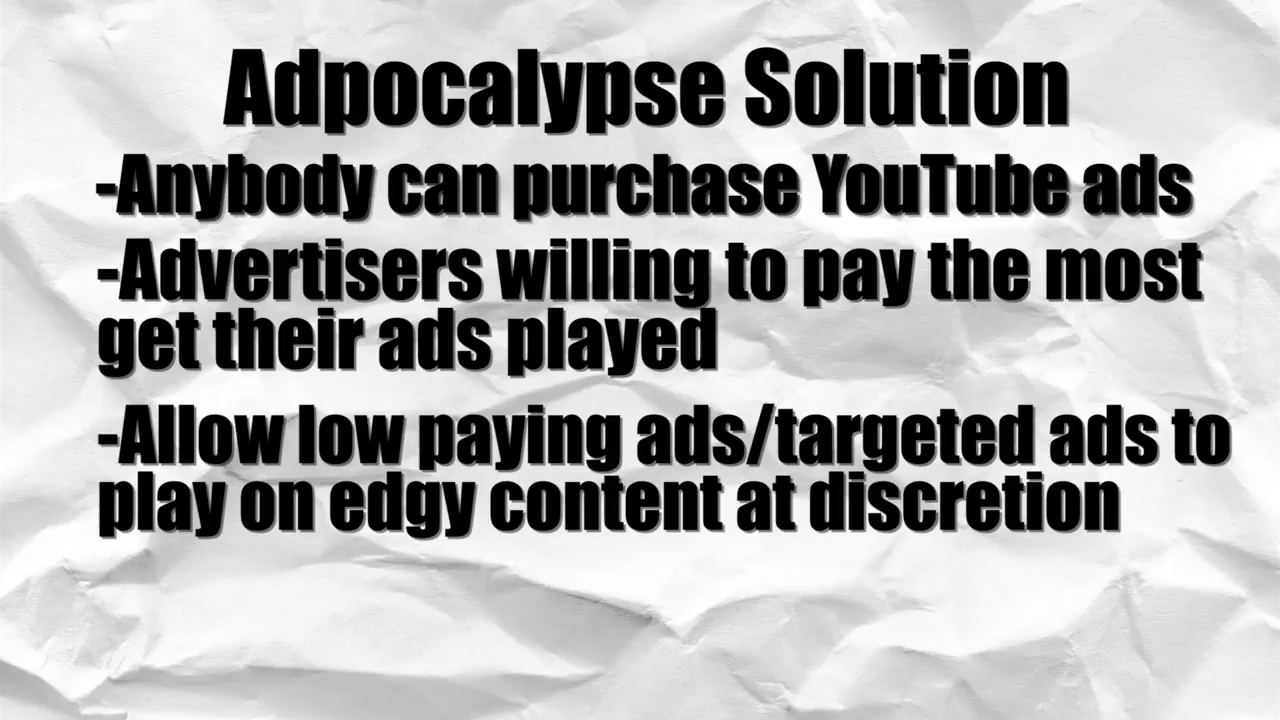 Adpocalypse Solution
-Anybody can purchase YouTube ads
-Advertisers willing to pay the most
get their ads played
-Allow low paying ads/targeted ads to
play on edgy content at discretion